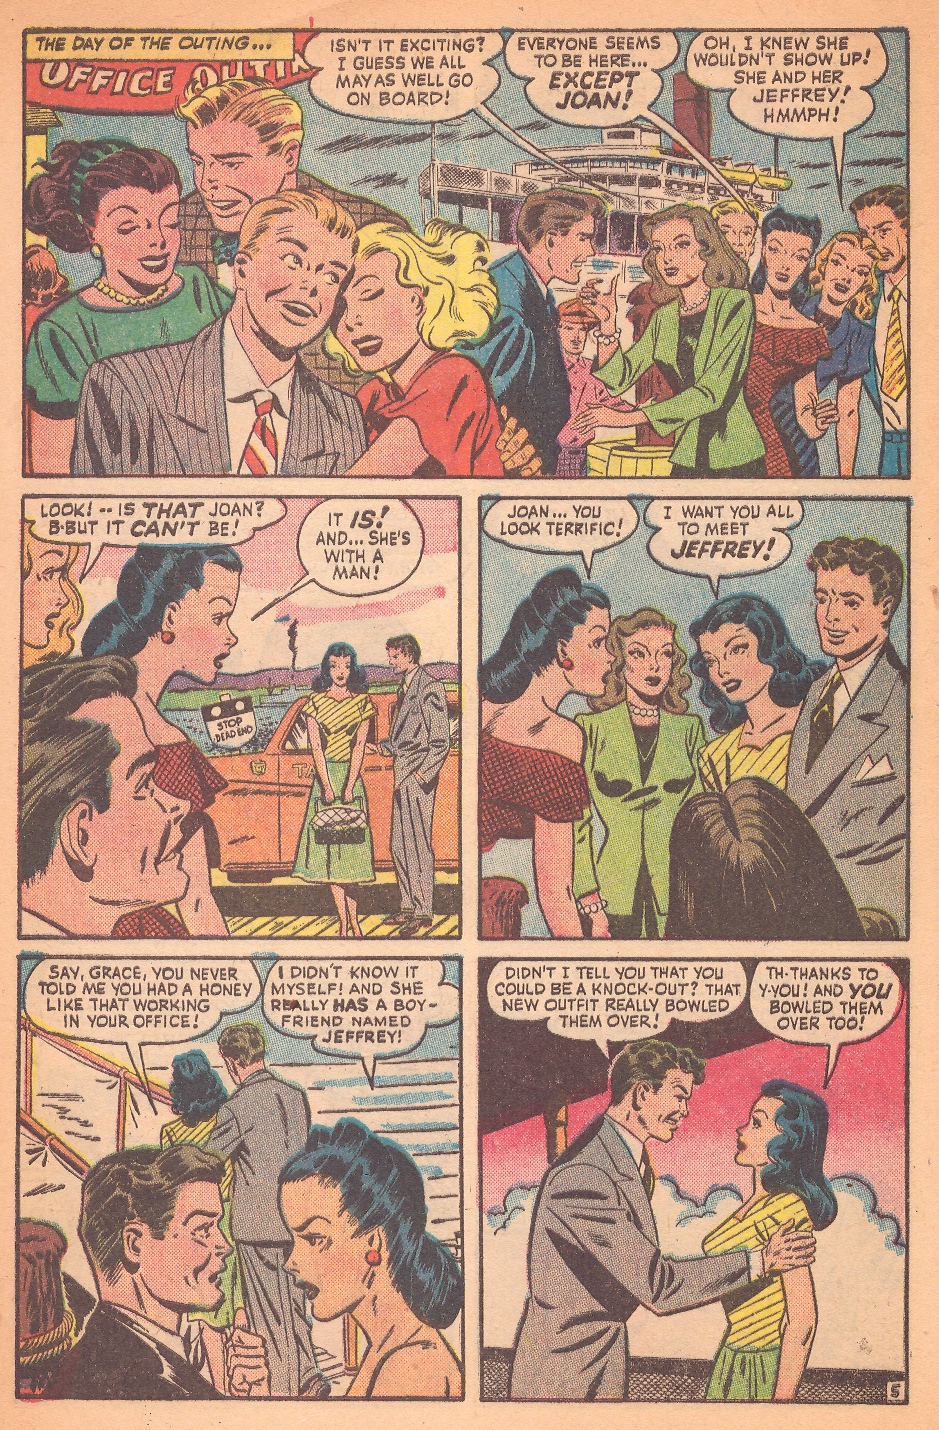 THE DAY OF THE OUTING...
OFFICE OUTIN
ISN'T IT EXCITING?
I GUESS WE ALL
MAY AS WELL GO
ON BOARD!
EVERYONE SEEMS
TO BE HERE...
EXCEPT
JOAN!
OH, I KNEW SHE
WOULDN'T SHOW UP!
SHE AND HER
JEFFREY!
HMMPH!
LOOK! -- IS THAT JOAN?
B-BUT IT CAN'T BE!
IT IS!
AND... SHE'S
WITH A
MAN!
STOP
DEAD END
TA
JOAN... YOU
LOOK TERRIFIC!
I WANT YOU ALL
TO MEET
JEFFREY!
SAY, GRACE, YOU NEVER
TOLD ME YOU HAD A HONEY
LIKE THAT WORKING
IN YOUR OFFICE!
I DIDN'T KNOW IT
MYSELF! AND SHE
REALLY HAS A BOY-
FRIEND NAMED
JEFFREY!
DIDN'T I TELL YOU THAT YOU
COULD BE A KNOCK-OUT? THAT
NEW OUTFIT REALLY BOWLED
THEM OVER!
TH-THANKS TO
Y-YOU! AND YOU
BOWLED THEM
OVER TOO!
5